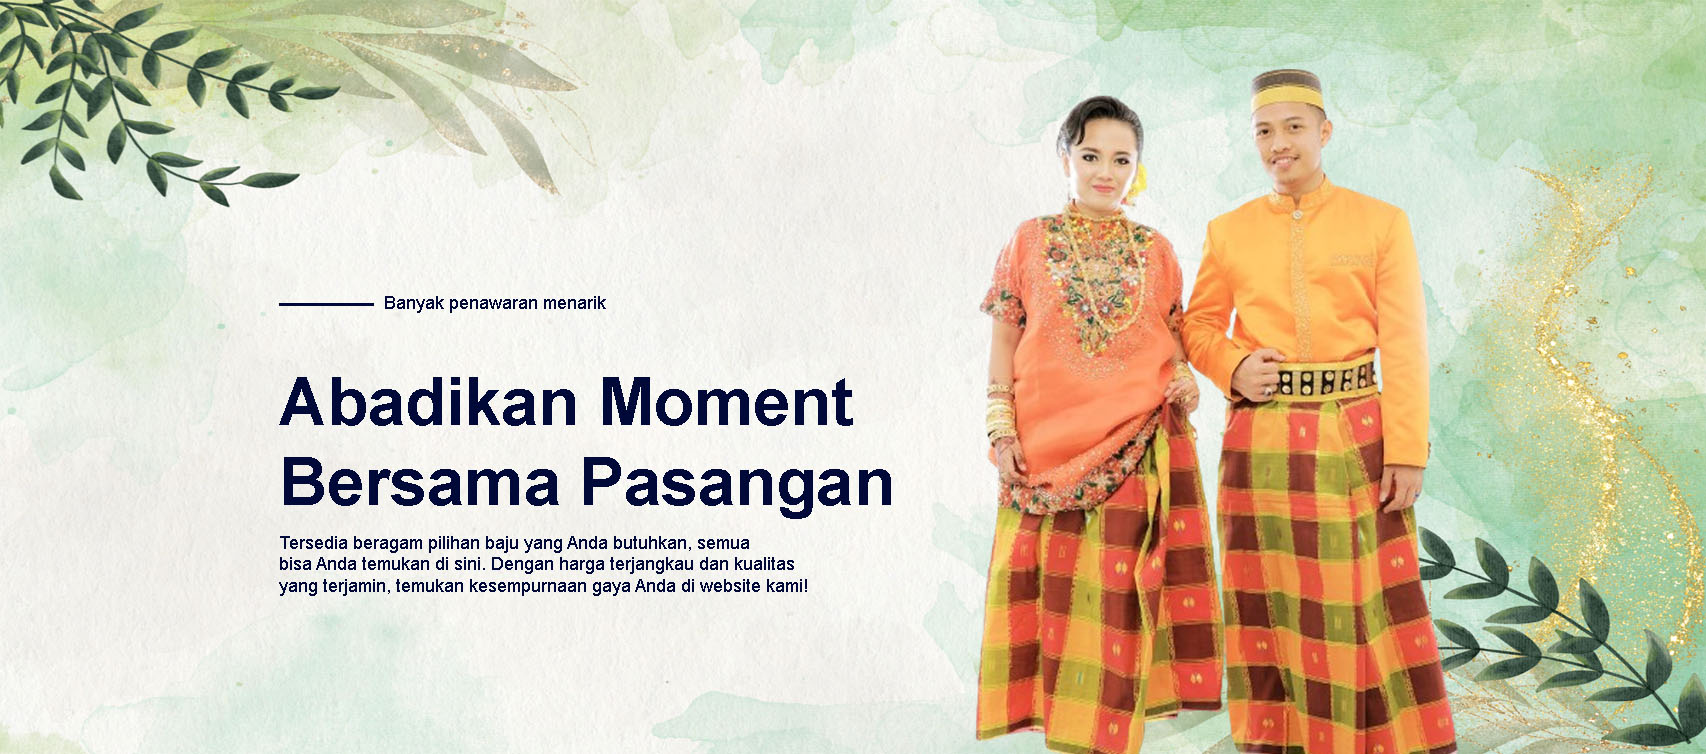 Banyak penawaran menarik
Abadikan Moment
Bersama Pasangan
Tersedia beragam pilihan baju yang Anda butuhkan, semua
bisa Anda temukan di sini. Dengan harga terjangkau dan kualitas
yang terjamin, temukan kesempurnaan gaya Anda di website kami!